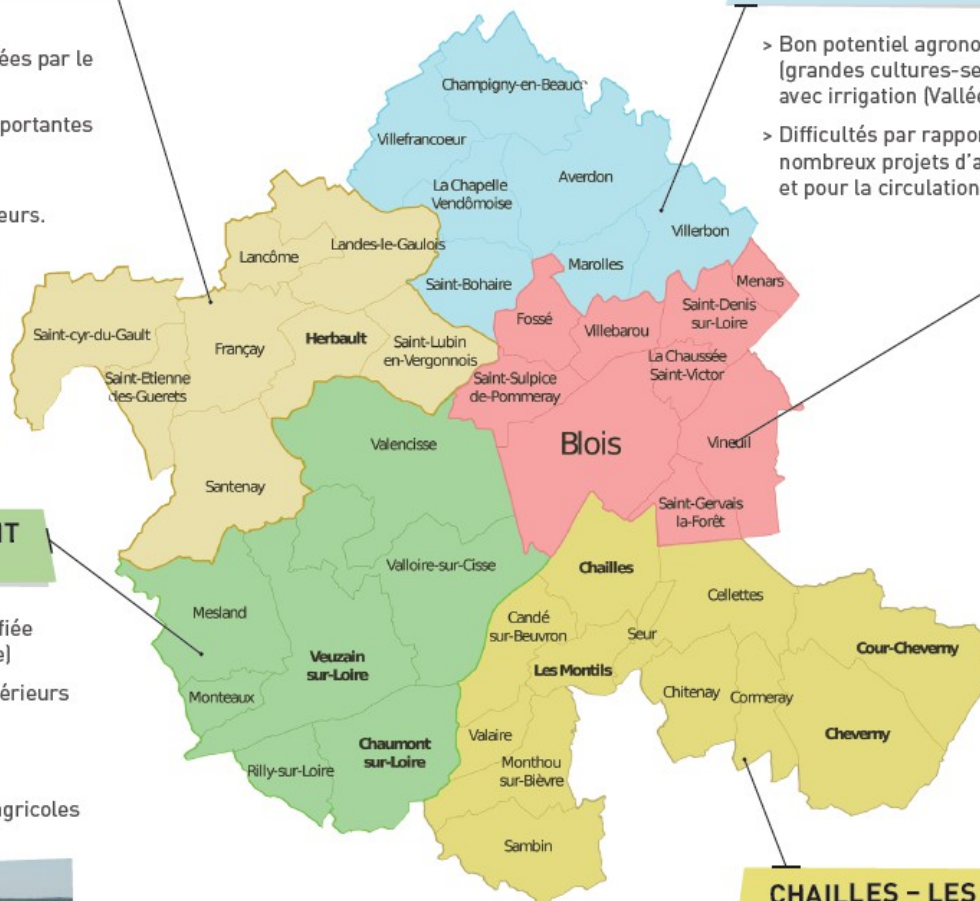 ées par le
portantes
eurs.
> Bon potentiel agrono
(grandes cultures-se
avec irrigation (Vallée
> Difficultés par rappor
nombreux projets d'a
et pour la circulation
Champigny-en-Beauce
Villefrancoeur
Averdon
La Chapelle
Vendômoise
Villerbon
Marolles
Saint-Bohaire
Landes-le-Gaulois
Lancôme
Saint-cyr-du-Gault
Françay
Herbault
Saint-Lubin
en-Vergonnois
Saint-Etienne
des-Guerets
Santenay
Menars
Saint-Denis
sur-Loire
Fossé
Villebarou
La Chaussée
Saint-Victor
Saint-Sulpice
de-Pommeray
Blois
Vineuil
Saint-Gervais
la-Forêt
Valencisse
Valloire-sur-Cisse
Mesland
Veuzain
sur-Loire
Monteaux
Rilly-sur-Loire
Chaumont
sur-Loire
Chailles
Cellettes
Candé
sur-Beuvron
Seur
Les Montils
Cour-Cheverny
Chitenay
Cormeray
Cheverny
Valaire
Monthou
sur-Bièvre
Sambin
NT
fiée
e)
érieurs
agricoles
CHAILLES – LES